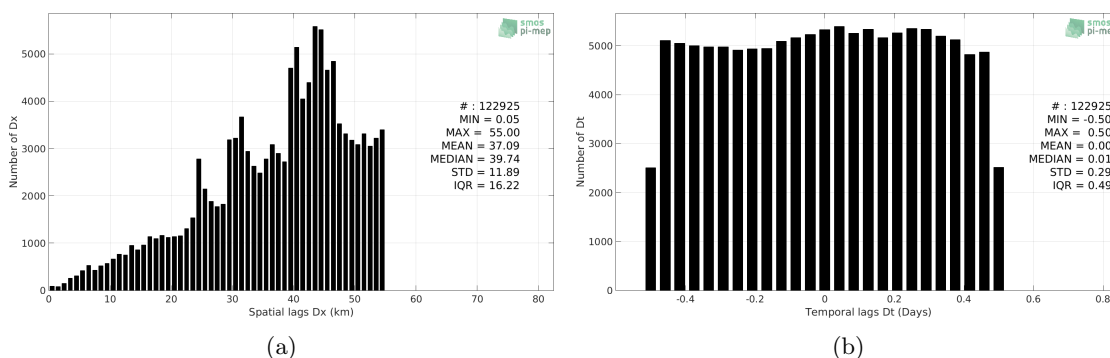 smos
pi-mep
6000
5000
4000
3000
2000
1000
0
Number of Dx
# : 122925
MIN = 0.05
MAX = 55.00
MEAN = 37.09
MEDIAN = 39.74
STD = 11.89
IQR = 16.22
0 10 20 30 40 50 60 70 80
Spatial lags Dx (km)
(a)
smos
pi-me
5000
4000
3000
2000
1000
0
Number of Dt
# : 122925
MIN = -0.50
MAX = 0.50
MEAN = 0.00
MEDIAN = 0.01
STD = 0.29
IQR = 0.49
-0.4 -0.2 0 0.2 0.4 0.6 0.8
Temporal lags Dt (Days)
(b)